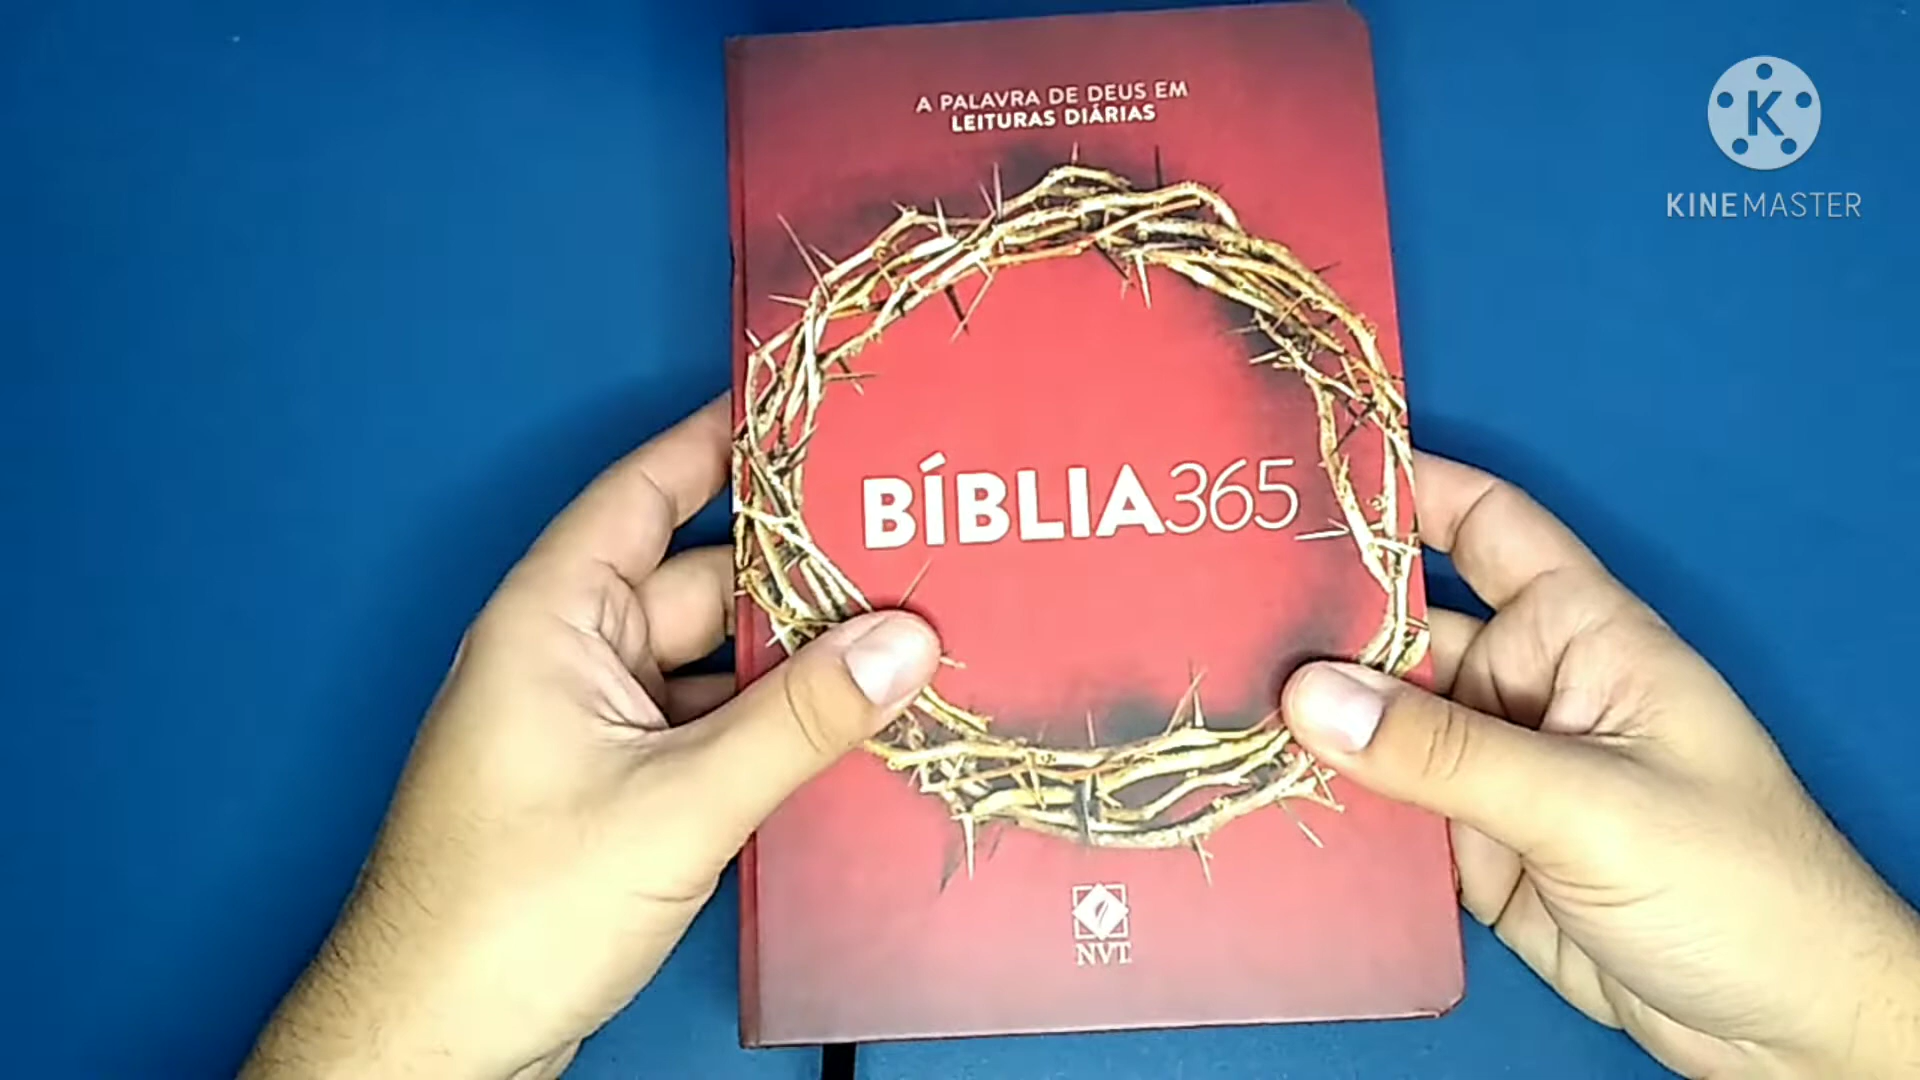 A PALAVRA DE DEUS EM
LEITURAS DIÁRIAS
BÍBLIA365
NVT
K
KINEMASTER